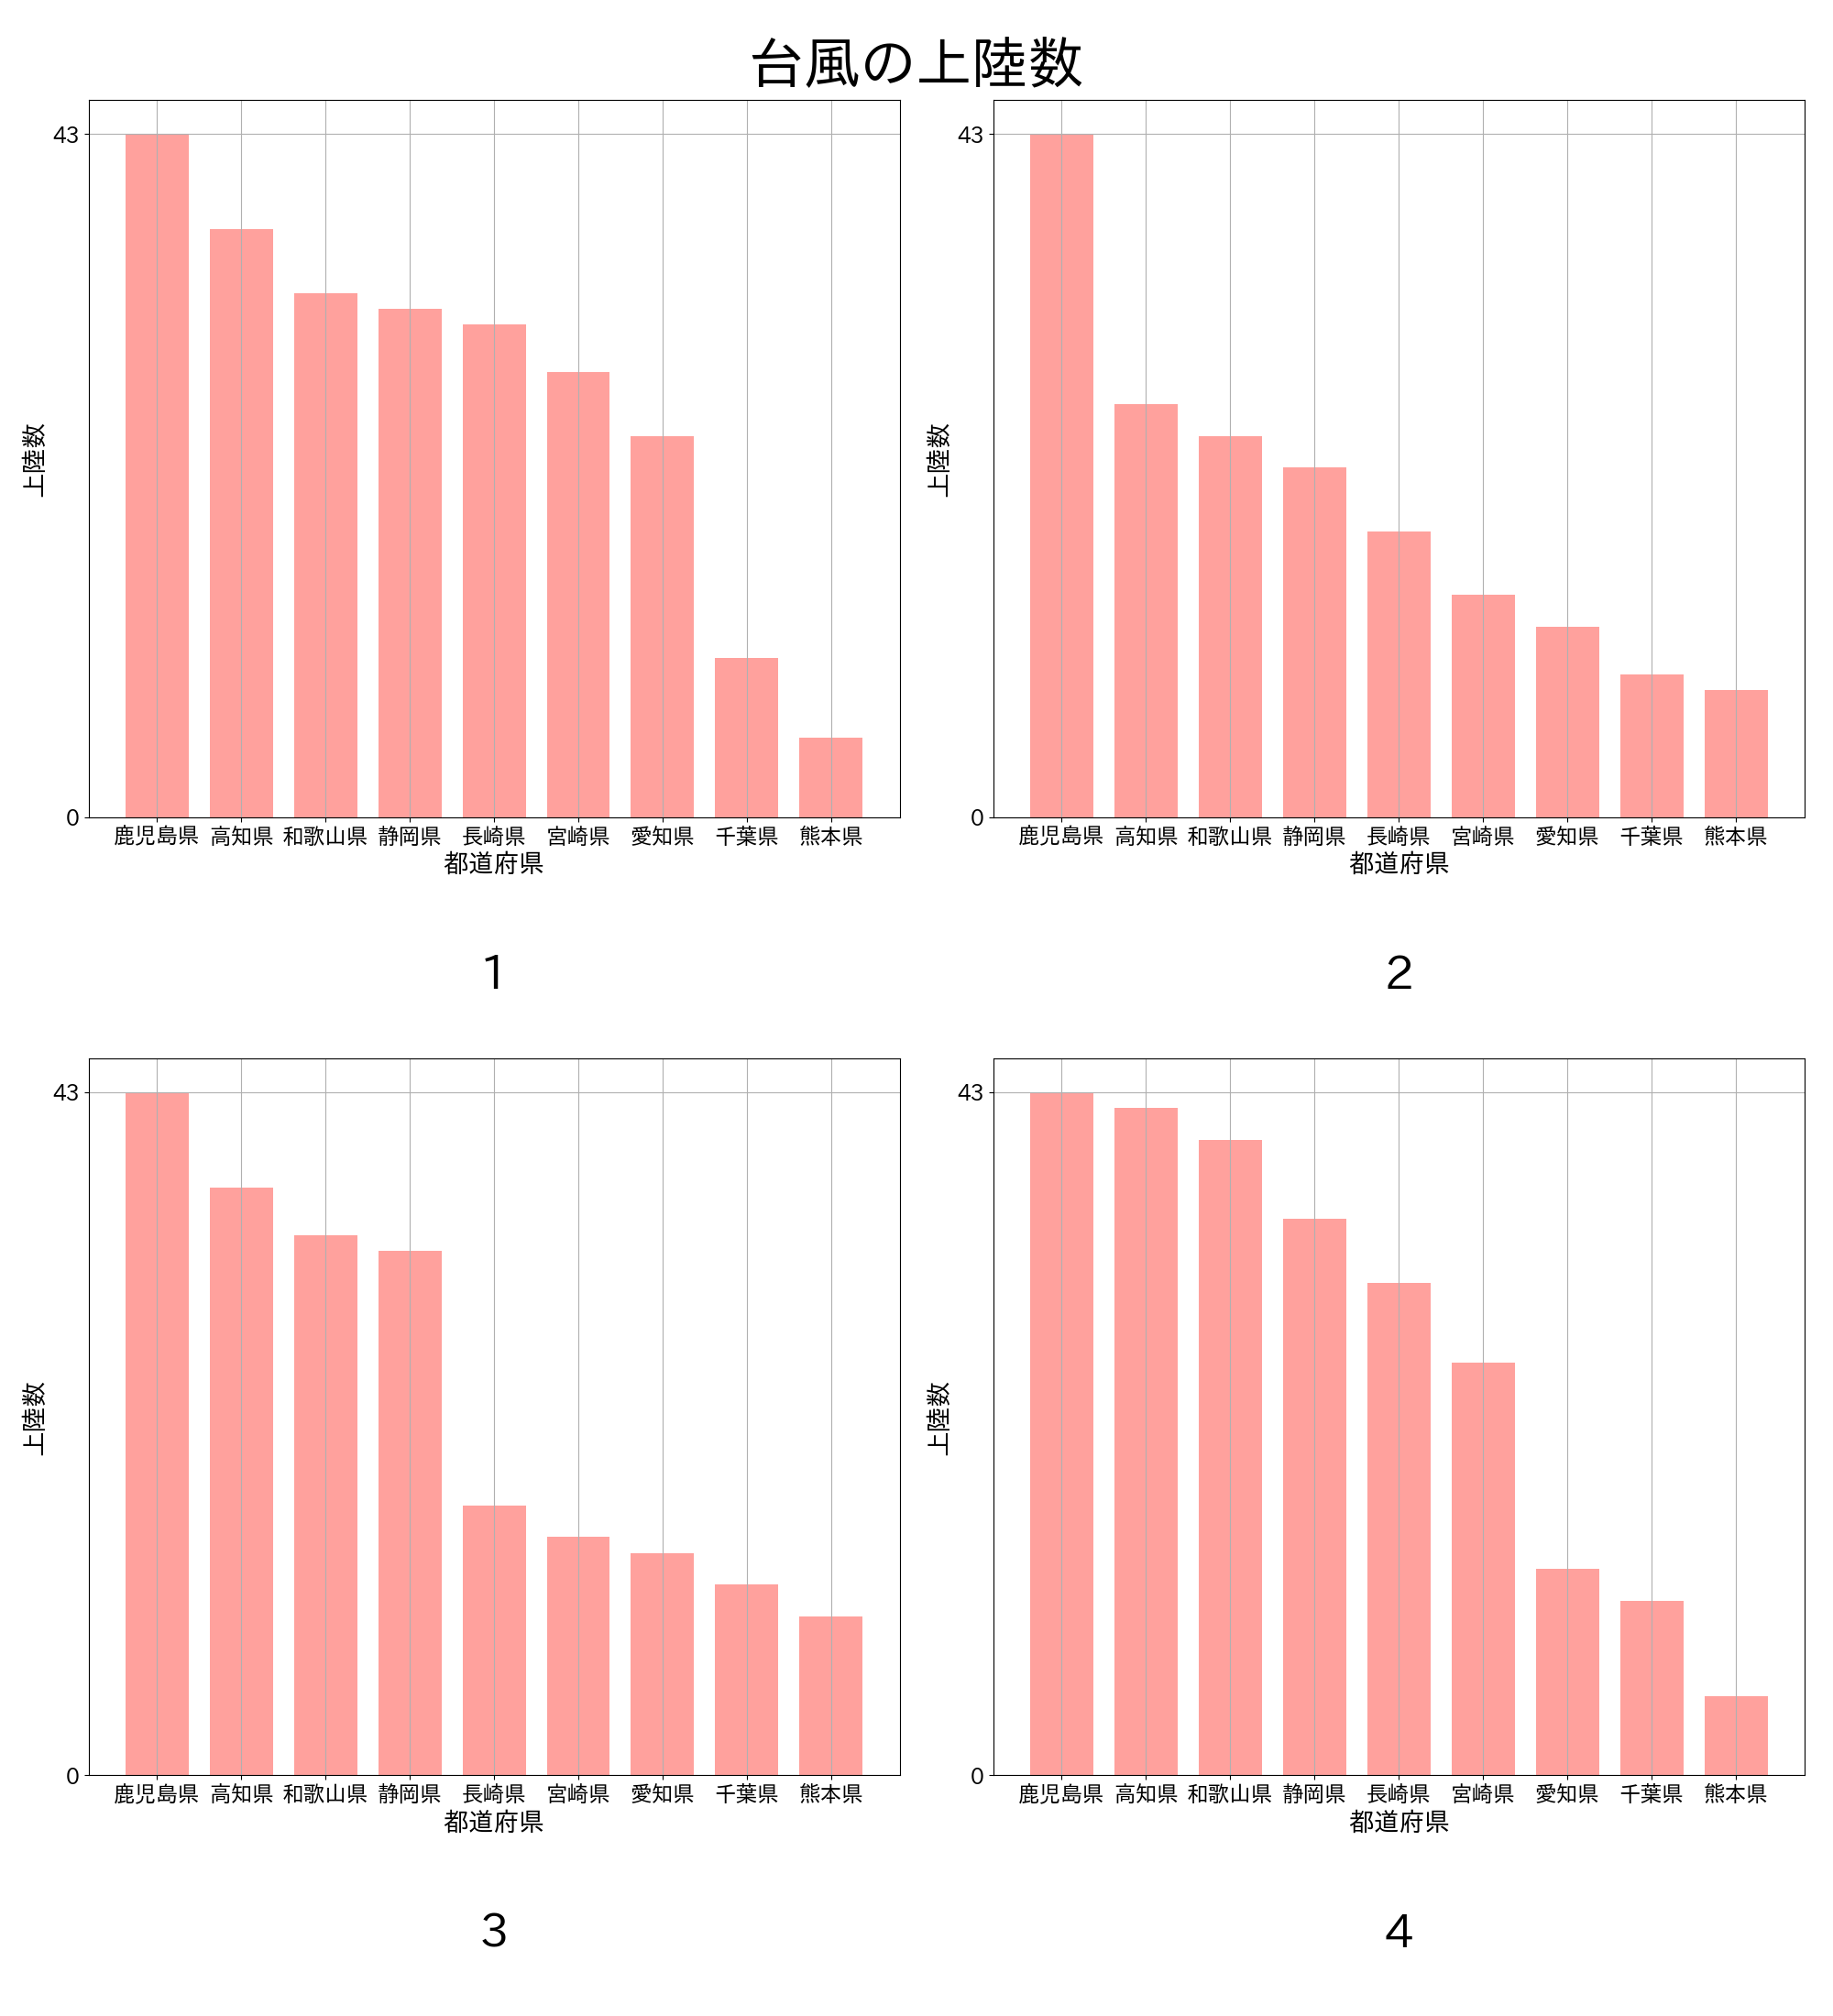 台風の上陸数
43
0
上陸数
鹿児島県 高知県 和歌山県 静岡県 長崎県 宮崎県 愛知県 千葉県 熊本県
都道府県
1
43
0
上陸数
鹿児島県 高知県 和歌山県 静岡県 長崎県 宮崎県 愛知県 千葉県 熊本県
都道府県
2
43
0
上陸数
鹿児島県 高知県 和歌山県 静岡県 長崎県 宮崎県 愛知県 千葉県 熊本県
都道府県
3
43
0
上陸数
鹿児島県 高知県 和歌山県 静岡県 長崎県 宮崎県 愛知県 千葉県 熊本県
都道府県
4